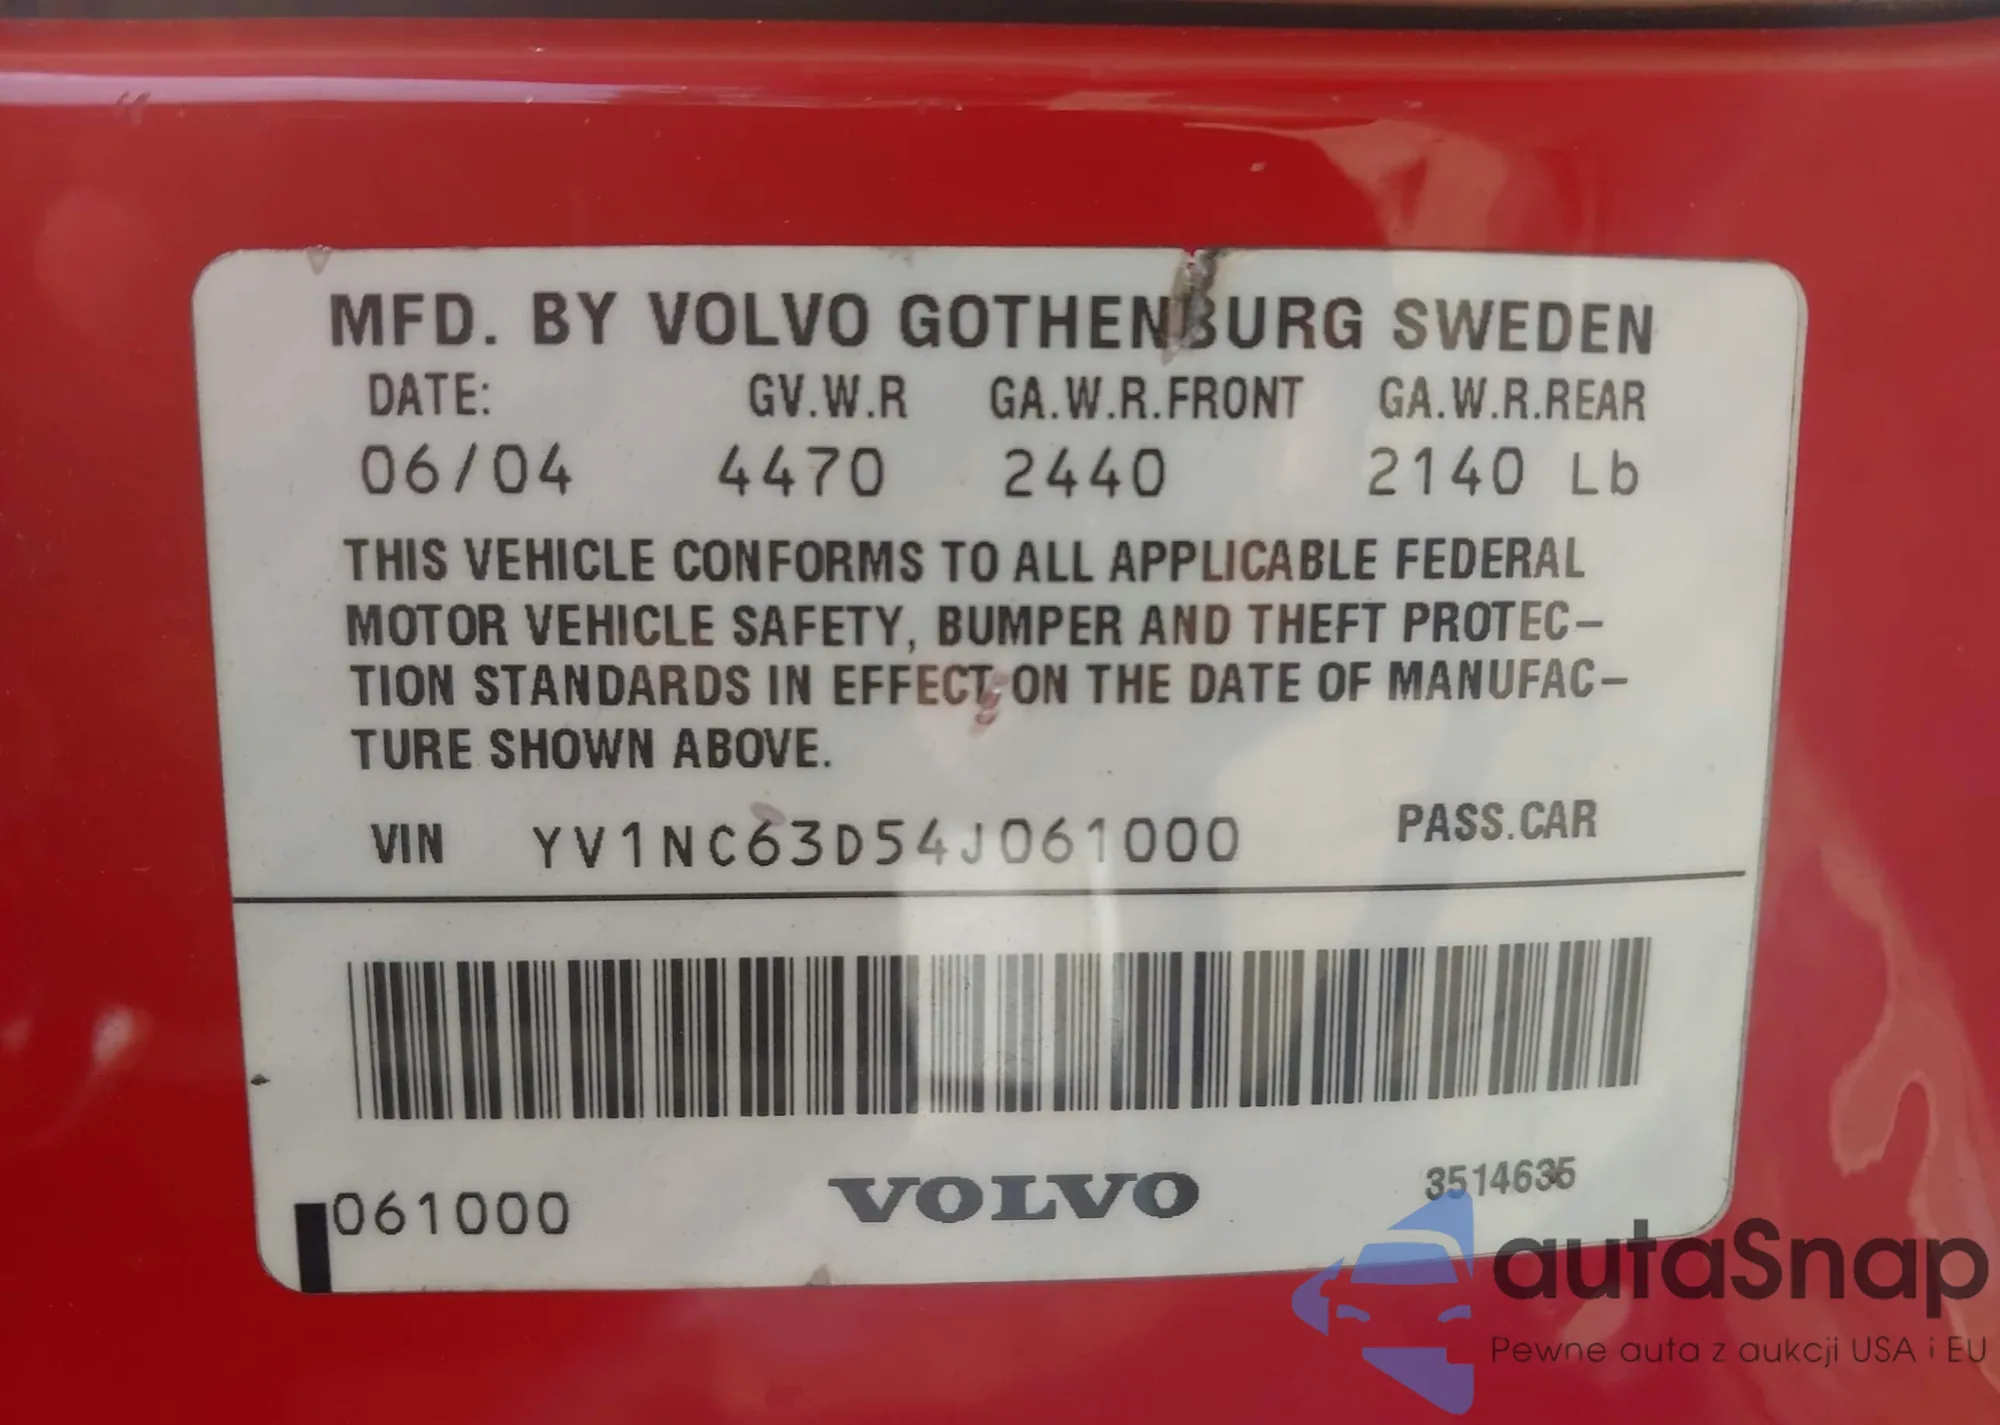 MFD. BY VOLVO GOTHENBURG SWEDEN
DATE: GV.W.R GA.W.R.FRONT GA.W.R.REAR
06/04 4470 2440 2140 Lb
THIS VEHICLE CONFORMS TO ALL APPLICABLE FEDERAL
MOTOR VEHICLE SAFETY, BUMPER AND THEFT PROTEC-
TION STANDARDS IN EFFECT ON THE DATE OF MANUFAC-
TURE SHOWN ABOVE.
VIN YV1NC63D54J061000 PASS.CAR
061000 VOLVO 3514635
autaSnap
Pewne auta z aukcji USA i EU